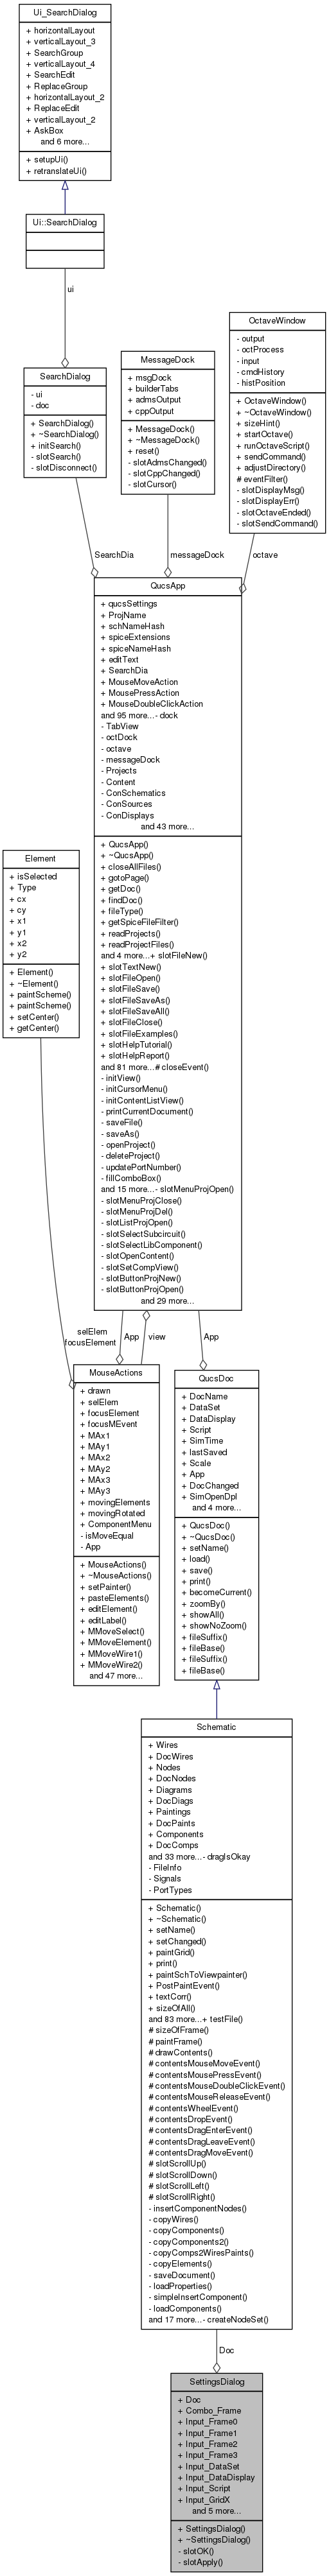 Ui_SearchDialog
+ horizontalLayout
+ verticalLayout_3
+ SearchGroup
+ verticalLayout_4
+ SearchEdit
+ ReplaceGroup
+ horizontalLayout_2
+ ReplaceEdit
+ verticalLayout_2
+ AskBox
and 6 more...
+ setupUi()
+ retranslateUi()
Ui::SearchDialog
ui
SearchDialog
- ui
- doc
+ SearchDialog()
+ ~SearchDialog()
+ initSearch()
- slotSearch()
- slotDisconnect()
MessageDock
+ msgDock
+ builderTabs
+ admsOutput
+ cppOutput
+ MessageDock()
+ ~MessageDock()
+ reset()
- slotAdmsChanged()
- slotCppChanged()
- slotCursor()
OctaveWindow
- output
- octProcess
- input
- cmdHistory
- histPosition
+ OctaveWindow()
+ ~OctaveWindow()
+ sizeHint()
+ startOctave()
+ runOctaveScript()
+ sendCommand()
+ adjustDirectory()
# eventFilter()
- slotDisplayMsg()
- slotDisplayErr()
- slotOctaveEnded()
- slotSendCommand()
SearchDia
messageDock
octave
QucsApp
+ qucsSettings
+ ProjName
+ schNameHash
+ spiceExtensions
+ spiceNameHash
+ editText
+ SearchDia
+ MouseMoveAction
+ MousePressAction
+ MouseDoubleClickAction
and 95 more...- dock
- TabView
- octDock
- octave
- messageDock
- Projects
- Content
- ConSchematics
- ConSources
- ConDisplays
and 43 more...
+ QucsApp()
+ ~QucsApp()
+ closeAllFiles()
+ gotoPage()
+ getDoc()
+ findDoc()
+ fileType()
+ getSpiceFileFilter()
+ readProjects()
+ readProjectFiles()
and 4 more...+ slotFileNew()
+ slotTextNew()
+ slotFileOpen()
+ slotFileSave()
+ slotFileSaveAs()
+ slotFileSaveAll()
+ slotFileClose()
+ slotFileExamples()
+ slotHelpTutorial()
+ slotHelpReport()
and 81 more...# closeEvent()
- initView()
- initCursorMenu()
- initContentListView()
- printCurrentDocument()
- saveFile()
- saveAs()
- openProject()
- deleteProject()
- updatePortNumber()
- fillComboBox()
and 15 more...- slotMenuProjOpen()
- slotMenuProjClose()
- slotMenuProjDel()
- slotListProjOpen()
- slotSelectSubcircuit()
- slotSelectLibComponent()
- slotOpenContent()
- slotSetCompView()
- slotButtonProjNew()
- slotButtonProjOpen()
and 29 more...
Element
+ isSelected
+ Type
+ cx
+ cy
+ x1
+ y1
+ x2
+ y2
+ Element()
+ ~Element()
+ paintScheme()
+ paintScheme()
+ setCenter()
+ getCenter()
selElem
focusElement
App
view
App
MouseActions
+ drawn
+ selElem
+ focusElement
+ focusMEvent
+ MAx1
+ MAy1
+ MAx2
+ MAy2
+ MAx3
+ MAy3
+ movingElements
+ movingRotated
+ ComponentMenu
- isMoveEqual
- App
+ MouseActions()
+ ~MouseActions()
+ setPainter()
+ pasteElements()
+ editElement()
+ editLabel()
+ MMoveSelect()
+ MMoveElement()
+ MMoveWire1()
+ MMoveWire2()
and 47 more...
QucsDoc
+ DocName
+ DataSet
+ DataDisplay
+ Script
+ SimTime
+ lastSaved
+ Scale
+ App
+ DocChanged
+ SimOpenDpl
and 4 more...
+ QucsDoc()
+ ~QucsDoc()
+ setName()
+ load()
+ save()
+ print()
+ becomeCurrent()
+ zoomBy()
+ showAll()
+ showNoZoom()
+ fileSuffix()
+ fileBase()
+ fileSuffix()
+ fileBase()
Schematic
+ Wires
+ DocWires
+ Nodes
+ DocNodes
+ Diagrams
+ DocDiags
+ Paintings
+ DocPaints
+ Components
+ DocComps
and 33 more...- dragIsOkay
- FileInfo
- Signals
- PortTypes
+ Schematic()
+ ~Schematic()
+ setName()
+ setChanged()
+ paintGrid()
+ print()
+ paintSchToViewpainter()
+ PostPaintEvent()
+ textCorr()
+ sizeOfAll()
and 83 more...+ testFile()
# sizeOfFrame()
# paintFrame()
# drawContents()
# contentsMouseMoveEvent()
# contentsMousePressEvent()
# contentsMouseDoubleClickEvent()
# contentsMouseReleaseEvent()
# contentsWheelEvent()
# contentsDropEvent()
# contentsDragEnterEvent()
# contentsDragLeaveEvent()
# contentsDragMoveEvent()
# slotScrollUp()
# slotScrollDown()
# slotScrollLeft()
# slotScrollRight()
- insertComponentNodes()
- copyWires()
- copyComponents()
- copyComponents2()
- copyComps2WiresPaints()
- copyElements()
- saveDocument()
- loadProperties()
- simpleInsertComponent()
- loadComponents()
and 17 more...- createNodeSet()
Doc
SettingsDialog
+ Doc
+ Combo_Frame
+ Input_Frame0
+ Input_Frame1
+ Input_Frame2
+ Input_Frame3
+ Input_DataSet
+ Input_DataDisplay
+ Input_Script
+ Input_GridX
and 5 more...
+ SettingsDialog()
+ ~SettingsDialog()
- slotOK()
- slotApply()